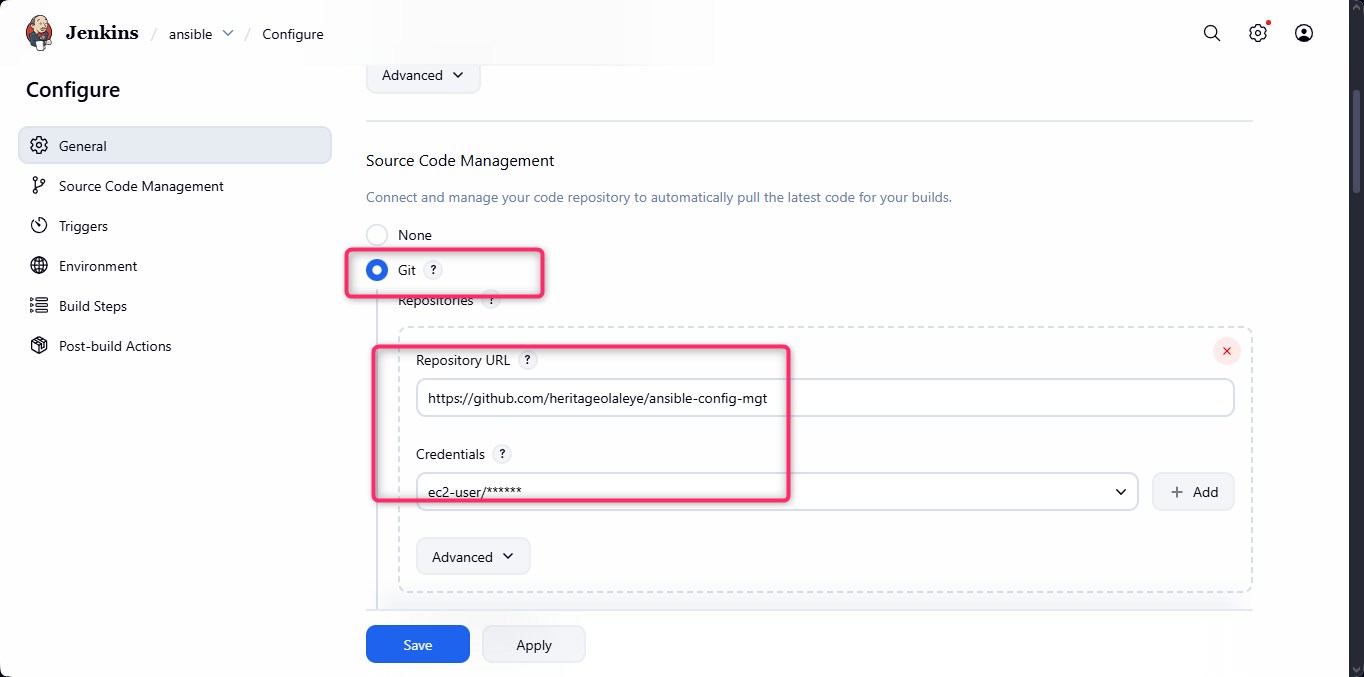 Jenkins / ansible / Configure
Configure
General
Source Code Management
Triggers
Environment
Build Steps
Post-build Actions
Advanced
Source Code Management
Connect and manage your code repository to automatically pull the latest code for your builds.
None
Git ?
Repositories ?
Repository URL ?
https://github.com/heritageolaleye/ansible-config-mgt
Credentials ?
ec2-user/******
+ Add
Advanced
Save Apply